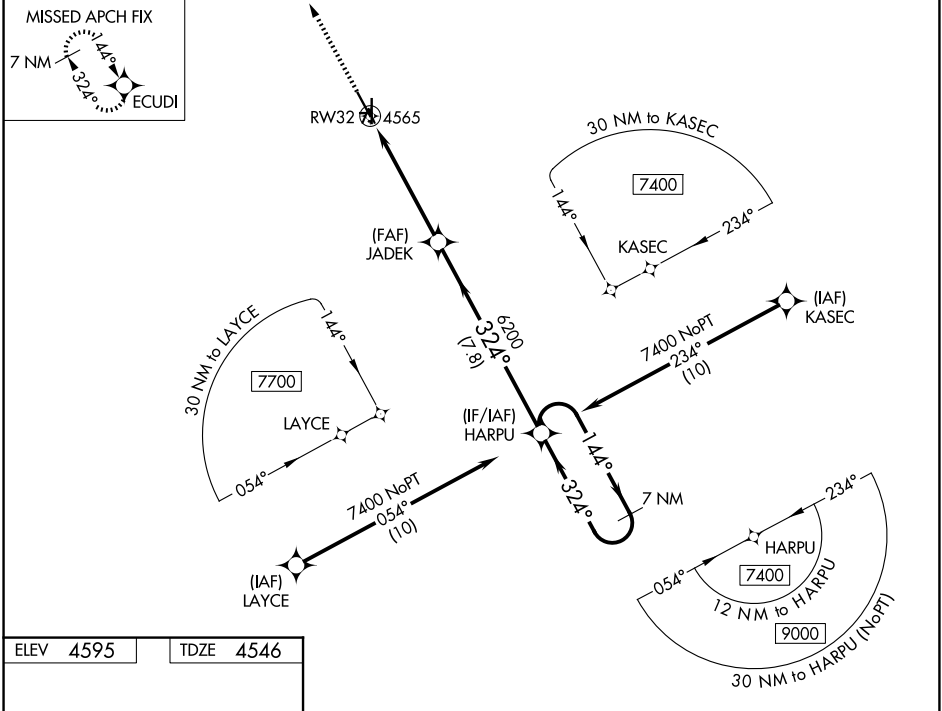 MISSED APCH FIX
7 NM
144°
324°
ECUDI
RW32 4565
30 NM to KASEC
7400
144°
234°
KASEC
(FAF)
JADEK
(IAF)
KASEC
7400 NoPT
234°
(10)
6200
324°
(7.8)
30 NM to LAYCE
144°
7700
LAYCE
054°
(IF/IAF)
HARPU
144°
324°
7 NM
7400 NoPT
054°
(10)
(IAF)
LAYCE
234°
HARPU
054°
7400
12 NM to HARPU
9000
30 NM to HARPU (NoPT)
ELEV 4595
TDZE 4546